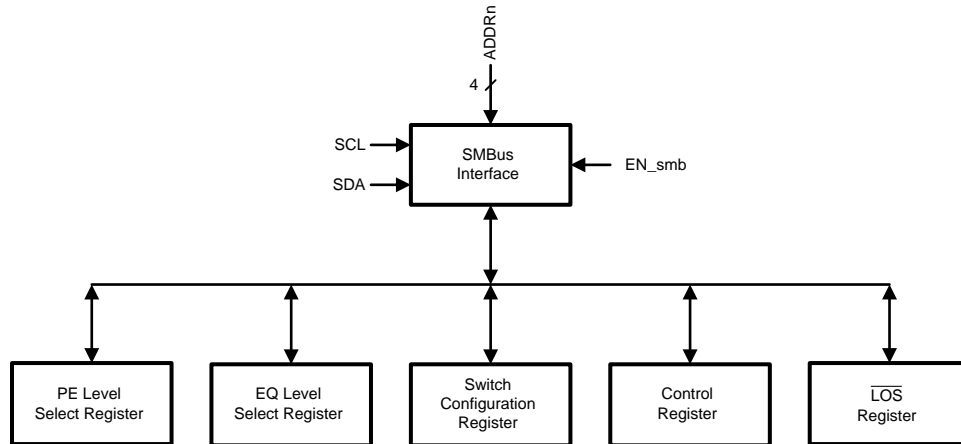 ADDRn
4
SCL
SDA
SMBus
Interface
EN_smb
PE Level
Select Register
EQ Level
Select Register
Switch
Configuration
Register
Control
Register
LOS
Register